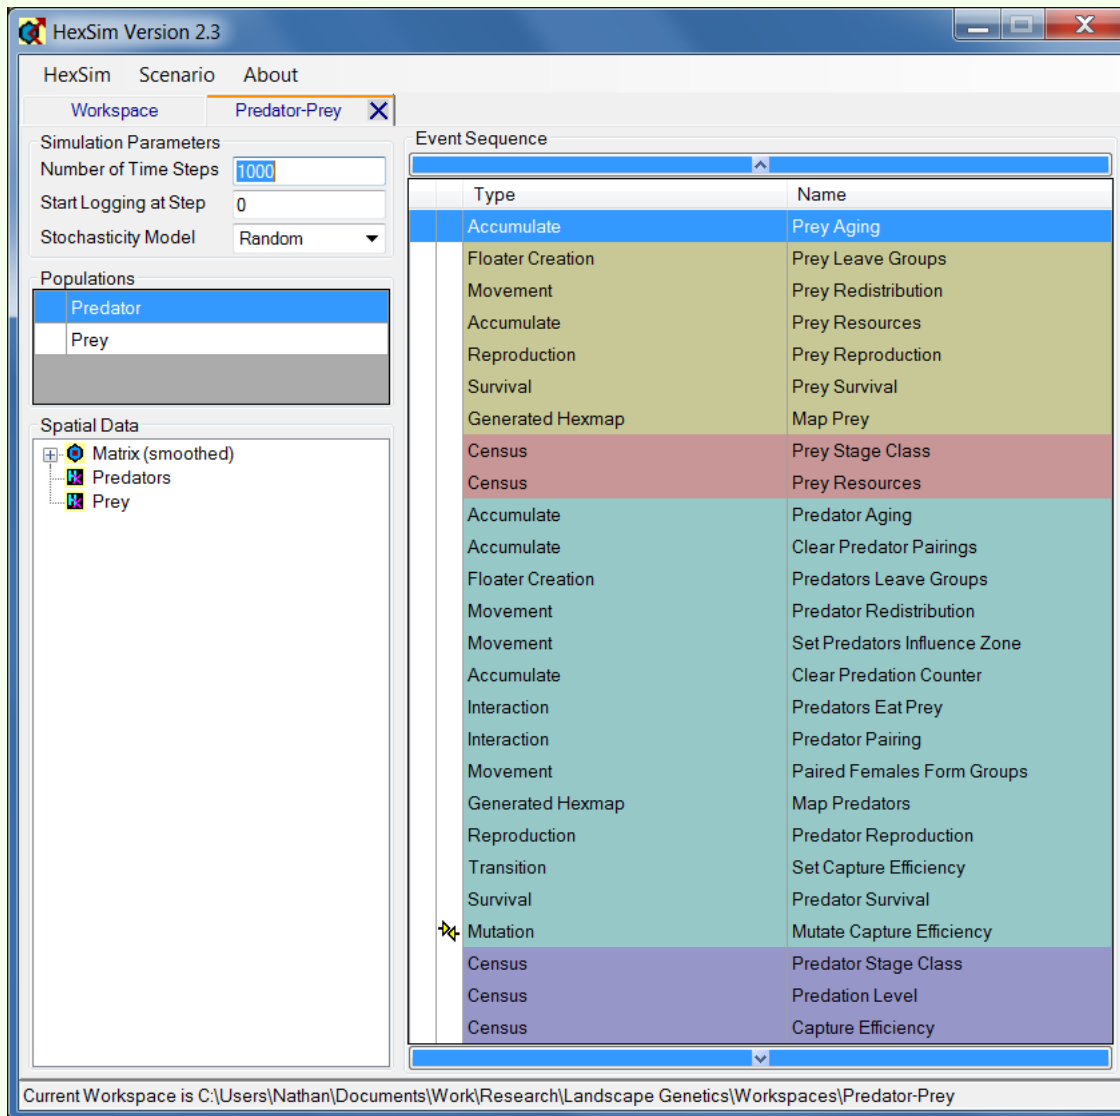 HexSim Version 2.3
HexSim Scenario About
Workspace Predator-Prey
Simulation Parameters
Number of Time Steps 1000
Start Logging at Step 0
Stochasticity Model Random
Populations
Predator
Prey
Spatial Data
Matrix (smoothed)
Predators
Prey
Event Sequence
Type Name
Accumulate Prey Aging
Floater Creation Prey Leave Groups
Movement Prey Redistribution
Accumulate Prey Resources
Reproduction Prey Reproduction
Survival Prey Survival
Generated Hexmap Map Prey
Census Prey Stage Class
Census Prey Resources
Accumulate Predator Aging
Accumulate Clear Predator Pairings
Floater Creation Predators Leave Groups
Movement Predator Redistribution
Movement Set Predators Influence Zone
Accumulate Clear Predation Counter
Interaction Predators Eat Prey
Interaction Predator Pairing
Movement Paired Females Form Groups
Generated Hexmap Map Predators
Reproduction Predator Reproduction
Transition Set Capture Efficiency
Survival Predator Survival
Mutation Mutate Capture Efficiency
Census Predator Stage Class
Census Predation Level
Census Capture Efficiency
Current Workspace is C:\Users\Nathan\Documents\Work\Research\Landscape Genetics\Workspaces\Predator-Prey